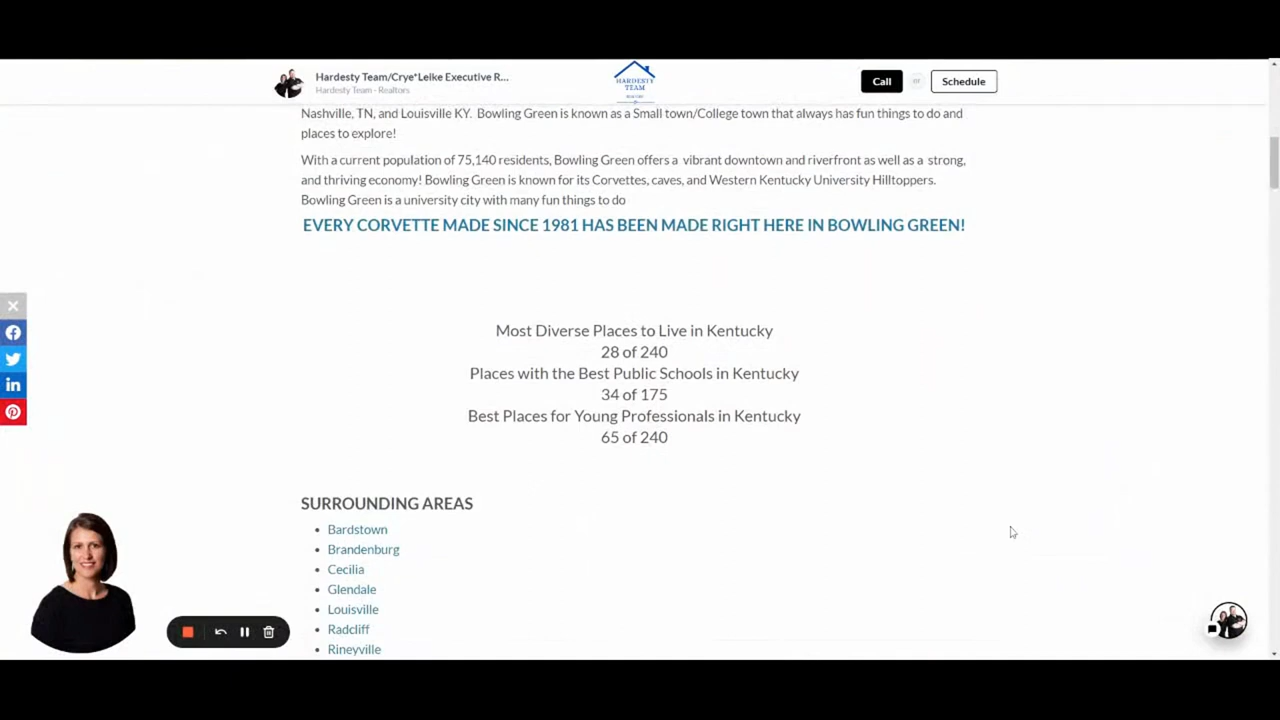 Hardesty Team/Crye*Leike Executive R...
Hardesty Team - Realtors
HARDESTY
TEAM
Call
or
Schedule
Nashville, TN, and Louisville KY. Bowling Green is known as a Small town/College town that always has fun things to do and
places to explore!
With a current population of 75,140 residents, Bowling Green offers a vibrant downtown and riverfront as well as a strong,
and thriving economy! Bowling Green is known for its Corvettes, caves, and Western Kentucky University Hilltoppers.
Bowling Green is a university city with many fun things to do
EVERY CORVETTE MADE SINCE 1981 HAS BEEN MADE RIGHT HERE IN BOWLING GREEN!
Most Diverse Places to Live in Kentucky
28 of 240
Places with the Best Public Schools in Kentucky
34 of 175
Best Places for Young Professionals in Kentucky
65 of 240
SURROUNDING AREAS
Bardstown
Brandenburg
Cecilia
Glendale
Louisville
Radcliff
Rineyville